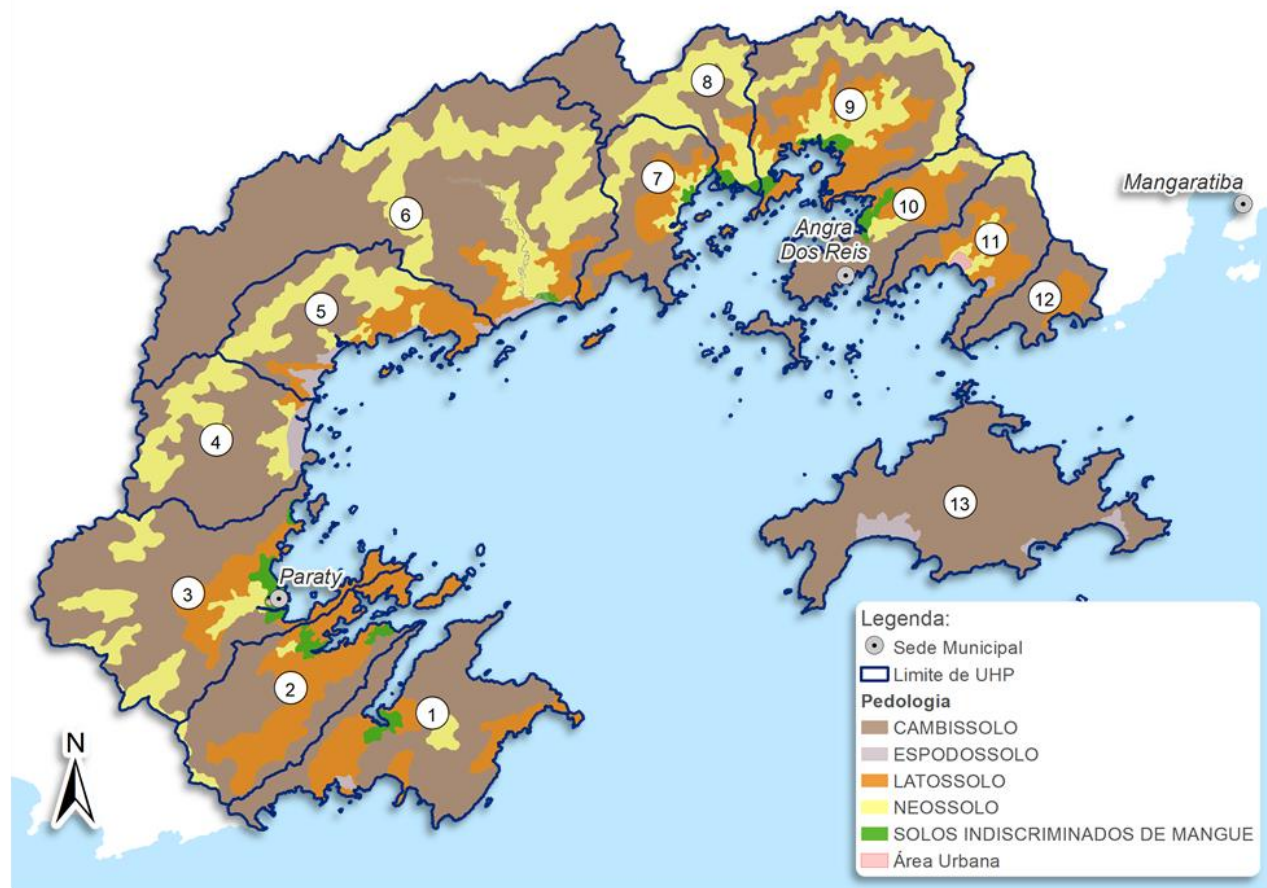 8
9
7
Mangaratiba
6
10
Angra
Dos Reis
11
5
12
4
13
3
Paraty
2
1
N
Legenda:
Sede Municipal
Limite de UHP
Pedologia
CAMBISSOLO
ESPODOSSOLO
LATOSSOLO
NEOSSOLO
SOLOS INDISCRIMINADOS DE MANGUE
Área Urbana